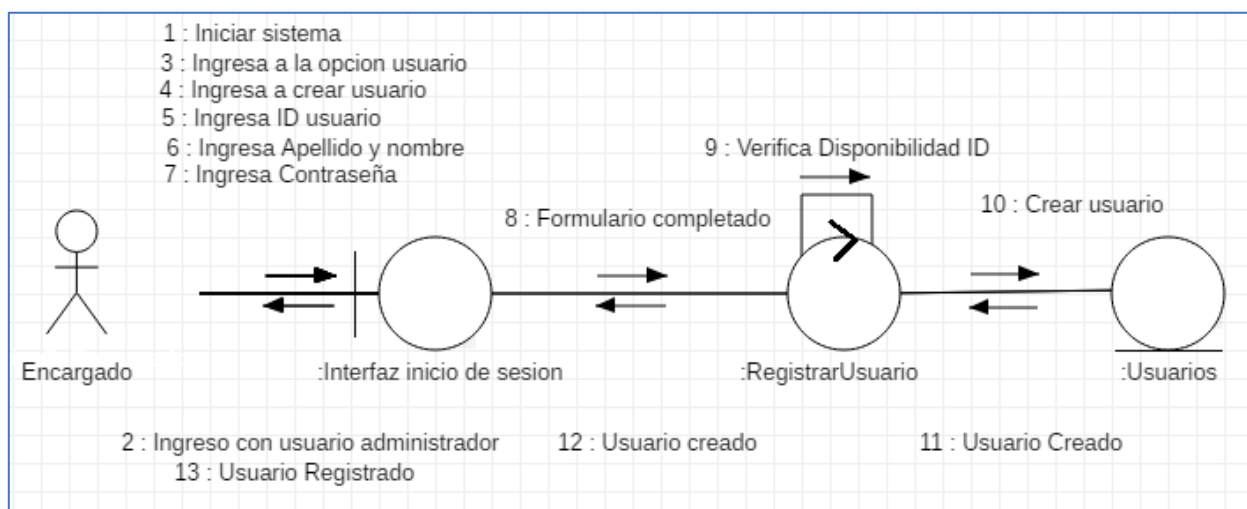 1 : Iniciar sistema
3 : Ingresa a la opcion usuario
4 : Ingresa a crear usuario
5 : Ingresa ID usuario
6 : Ingresa Apellido y nombre
7 : Ingresa Contraseña
9 : Verifica Disponibilidad ID
8 : Formulario completado
10 : Crear usuario
Encargado
:Interfaz inicio de sesion
:RegistrarUsuario
:Usuarios
2 : Ingreso con usuario administrador
12 : Usuario creado
11 : Usuario Creado
13 : Usuario Registrado